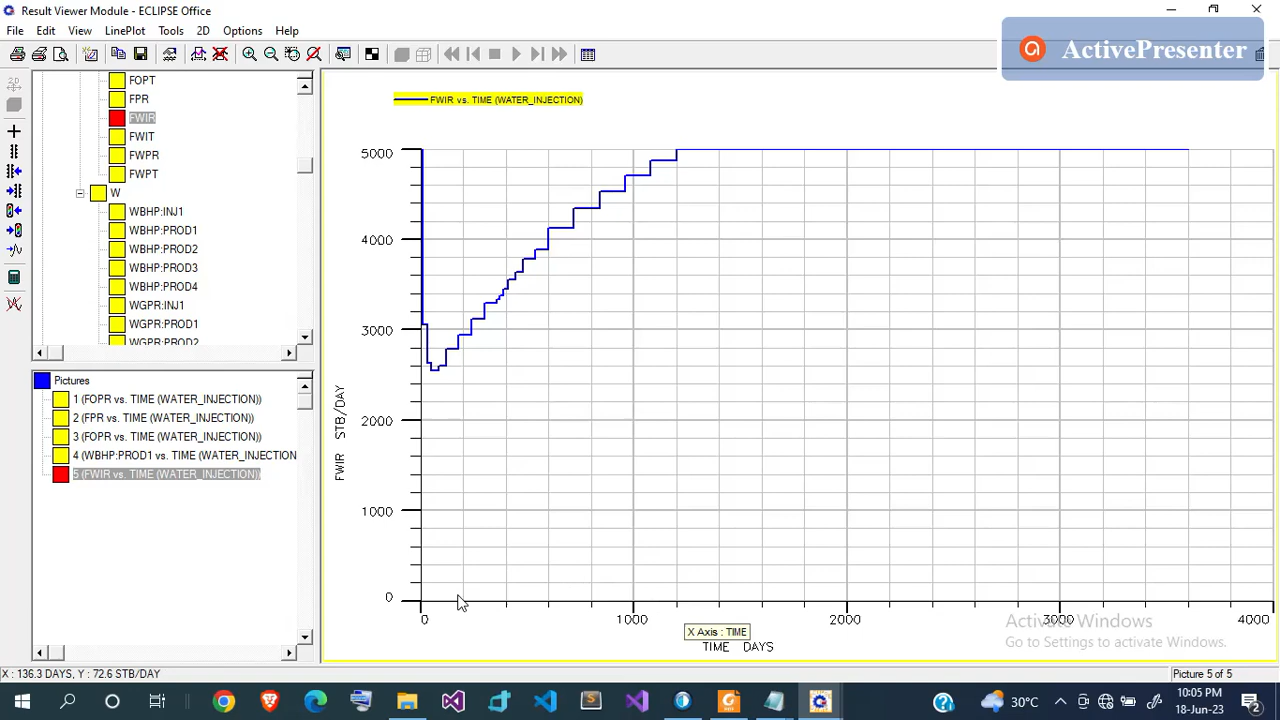 Result Viewer Module - ECLIPSE Office
File Edit View LinePlot Tools 2D Options Help
ActivePresenter
FOPT
FPR
FWIR
FWIT
FWPR
FWPT
W
WBHP:INJ1
WBHP:PROD1
WBHP:PROD2
WBHP:PROD3
WBHP:PROD4
WGPR:INJ1
WGPR:PROD1
WGPR:PROD2
Pictures
1 (FOPR vs. TIME (WATER_INJECTION))
2 (FPR vs. TIME (WATER_INJECTION))
3 (FOPR vs. TIME (WATER_INJECTION))
4 (WBHP:PROD1 vs. TIME (WATER_INJECTION
5 (FWIR vs. TIME (WATER_INJECTION))
FWIR vs. TIME (WATER_INJECTION)
5000
4000
3000
2000
1000
0
FWIR STB/DAY
0 1000 2000 3000 4000
X Axis : TIME
TIME DAYS
Activate Windows
Go to Settings to activate Windows.
X : 136.3 DAYS, Y : 72.6 STB/DAY
Picture 5 of 5
30°C
10:05 PM
18-Jun-23
2